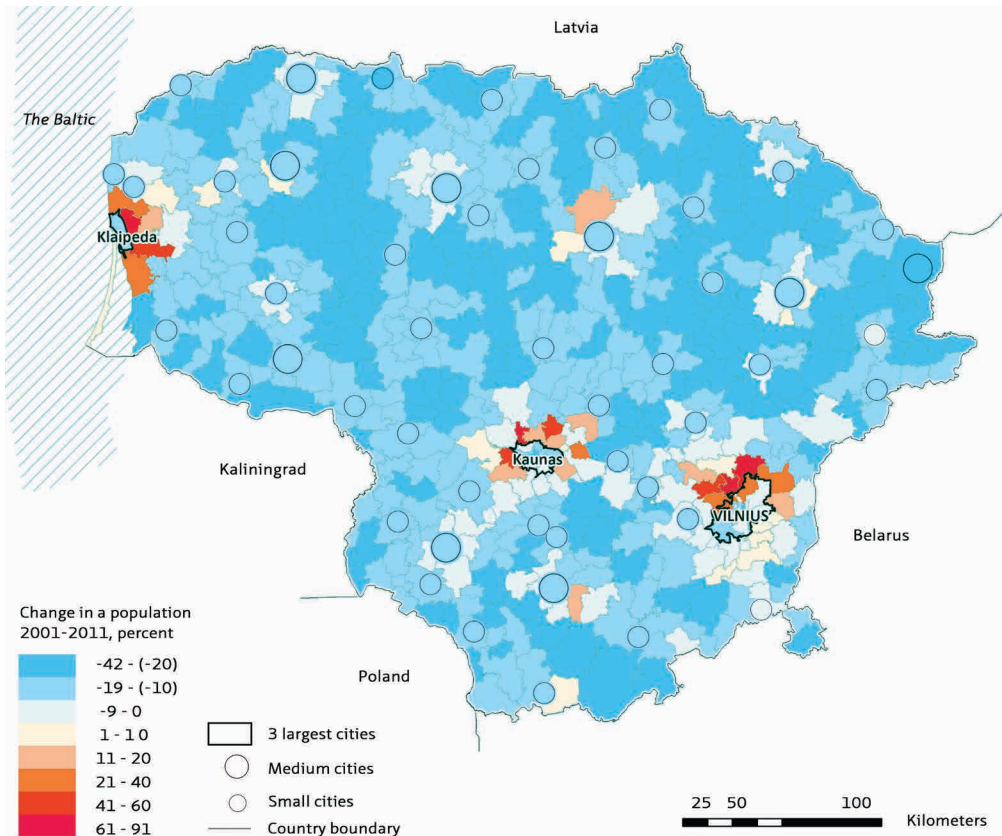 Latvia
The Baltic
Klaipeda
Kaunas
Kaliningrad
VILNIUS
Belarus
Poland
Change in a population
2001-2011, percent
-42 - (-20)
-19 - (-10)
-9 - 0
1 - 1 0
11 - 20
21 - 40
41 - 60
61 - 91
3 largest cities
Medium cities
Small cities
Country boundary
25 50 100
Kilometers